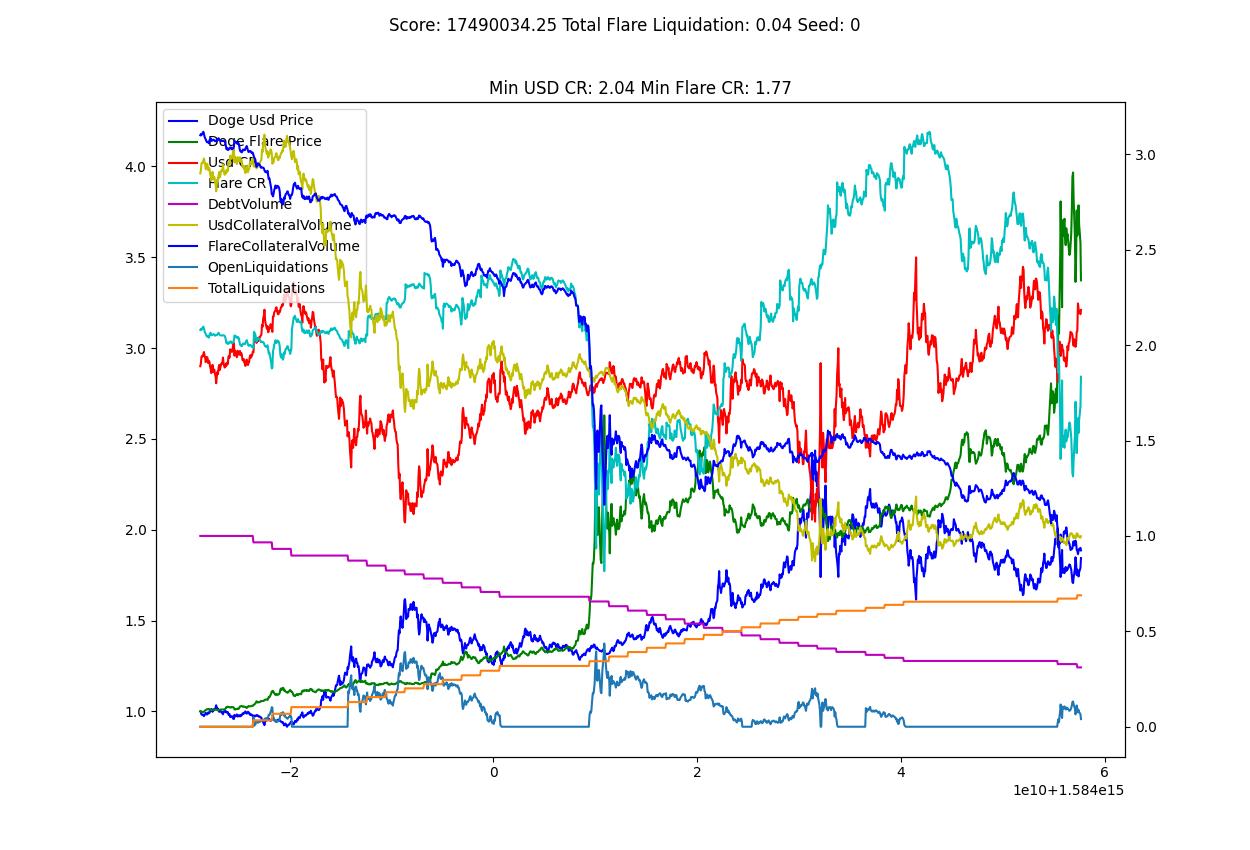 Score: 17490034.25 Total Flare Liquidation: 0.04 Seed: 0
Min USD CR: 2.04 Min Flare CR: 1.77
Doge Usd Price
Doge Flare Price
Usd CR
Flare CR
DebtVolume
UsdCollateralVolume
FlareCollateralVolume
OpenLiquidations
TotalLiquidations
4.0
3.5
3.0
2.5
2.0
1.5
1.0
3.0
2.5
2.0
1.5
1.0
0.5
0.0
−2
0
2
4
6
1e10+1.584e15